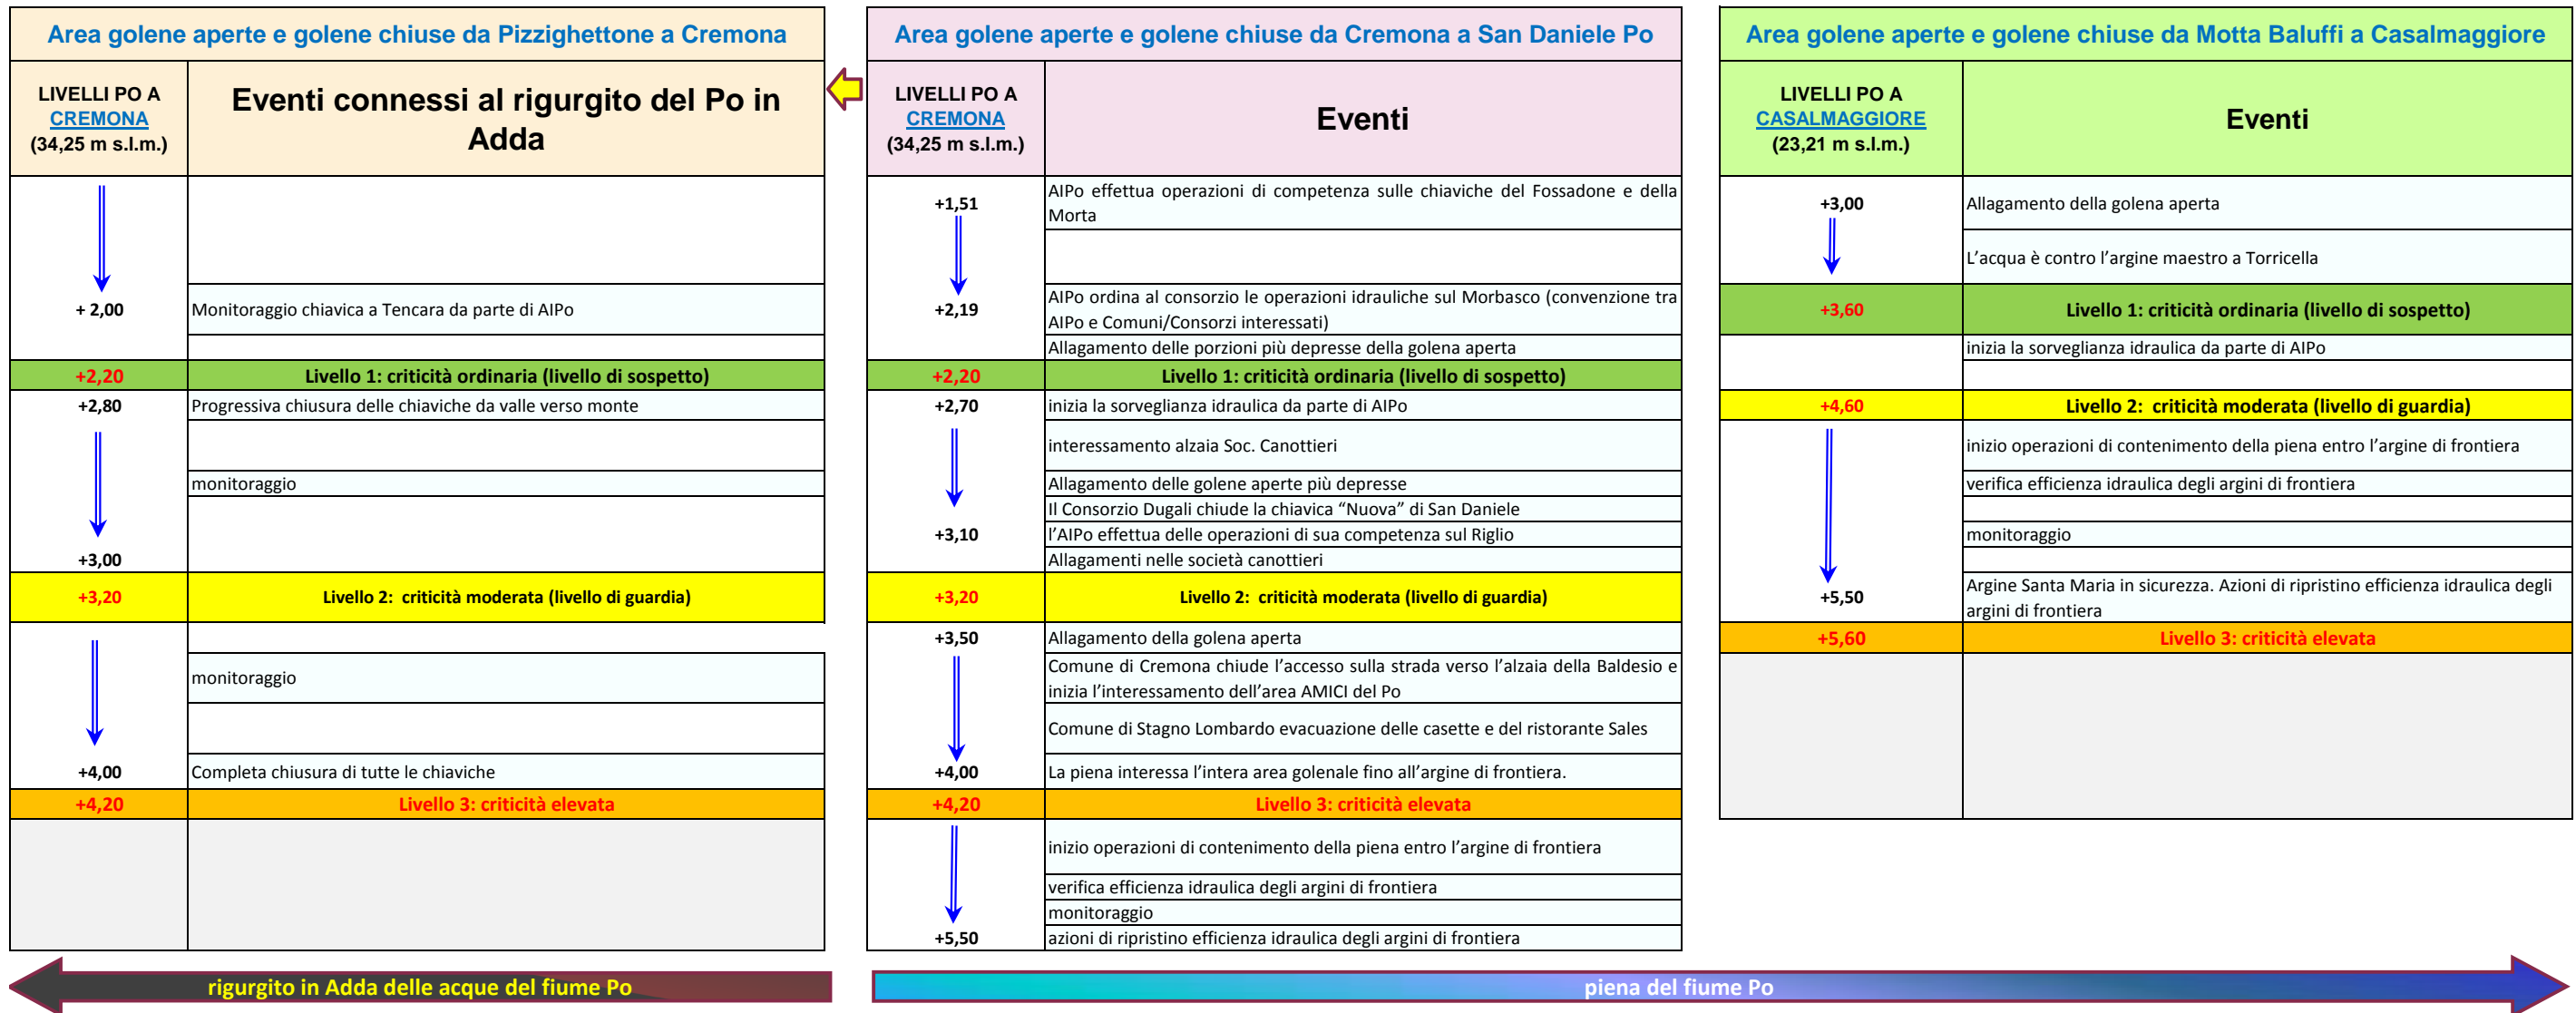 Area golene aperte e golene chiuse da Pizzighettone a Cremona
LIVELLI PO A
CREMONA
(34,25 m s.l.m.)
Eventi connessi al rigurgito del Po in
Adda
+ 2,00
Monitoraggio chiavica a Tencara da parte di AIPo
+2,20
Livello 1: criticità ordinaria (livello di sospetto)
+2,80
Progressiva chiusura delle chiaviche da valle verso monte
monitoraggio
+3,00
+3,20
Livello 2:  criticità moderata (livello di guardia)
monitoraggio
+4,00
Completa chiusura di tutte le chiaviche
+4,20
Livello 3: criticità elevata
rigurgito in Adda delle acque del fiume Po
Area golene aperte e golene chiuse da Cremona a San Daniele Po
LIVELLI PO A
CREMONA
(34,25 m s.l.m.)
Eventi
+1,51
AIPo effettua operazioni di competenza sulle chiaviche del Fossadone e della
Morta
+2,19
AIPo ordina al consorzio le operazioni idrauliche sul Morbasco (convenzione tra
AIPo e Comuni/Consorzi interessati)
Allagamento delle porzioni più depresse della golena aperta
+2,20
Livello 1: criticità ordinaria (livello di sospetto)
+2,70
inizia la sorveglianza idraulica da parte di AIPo
interessamento alzaia Soc. Canottieri
Allagamento delle golene aperte più depresse
Il Consorzio Dugali chiude la chiavica “Nuova” di San Daniele
+3,10
l’AIPo effettua delle operazioni di sua competenza sul Riglio
Allagamenti nelle società canottieri
+3,20
Livello 2:  criticità moderata (livello di guardia)
+3,50
Allagamento della golena aperta
Comune di Cremona chiude l’accesso sulla strada verso l’alzaia della Baldesio e
inizia l’interessamento dell’area AMICI del Po
Comune di Stagno Lombardo evacuazione delle casette e del ristorante Sales
+4,00
La piena interessa l’intera area golenale fino all’argine di frontiera.
+4,20
Livello 3: criticità elevata
inizio operazioni di contenimento della piena entro l’argine di frontiera
verifica efficienza idraulica degli argini di frontiera
monitoraggio
+5,50
azioni di ripristino efficienza idraulica degli argini di frontiera
Area golene aperte e golene chiuse da Motta Baluffi a Casalmaggiore
LIVELLI PO A
CASALMAGGIORE
(23,21 m s.l.m.)
Eventi
+3,00
Allagamento della golena aperta
L’acqua è contro l’argine maestro a Torricella
+3,60
Livello 1: criticità ordinaria (livello di sospetto)
inizia la sorveglianza idraulica da parte di AIPo
+4,60
Livello 2:  criticità moderata (livello di guardia)
inizio operazioni di contenimento della piena entro l’argine di frontiera
verifica efficienza idraulica degli argini di frontiera
monitoraggio
+5,50
Argine Santa Maria in sicurezza. Azioni di ripristino efficienza idraulica degli
argini di frontiera
+5,60
Livello 3: criticità elevata
piena del fiume Po